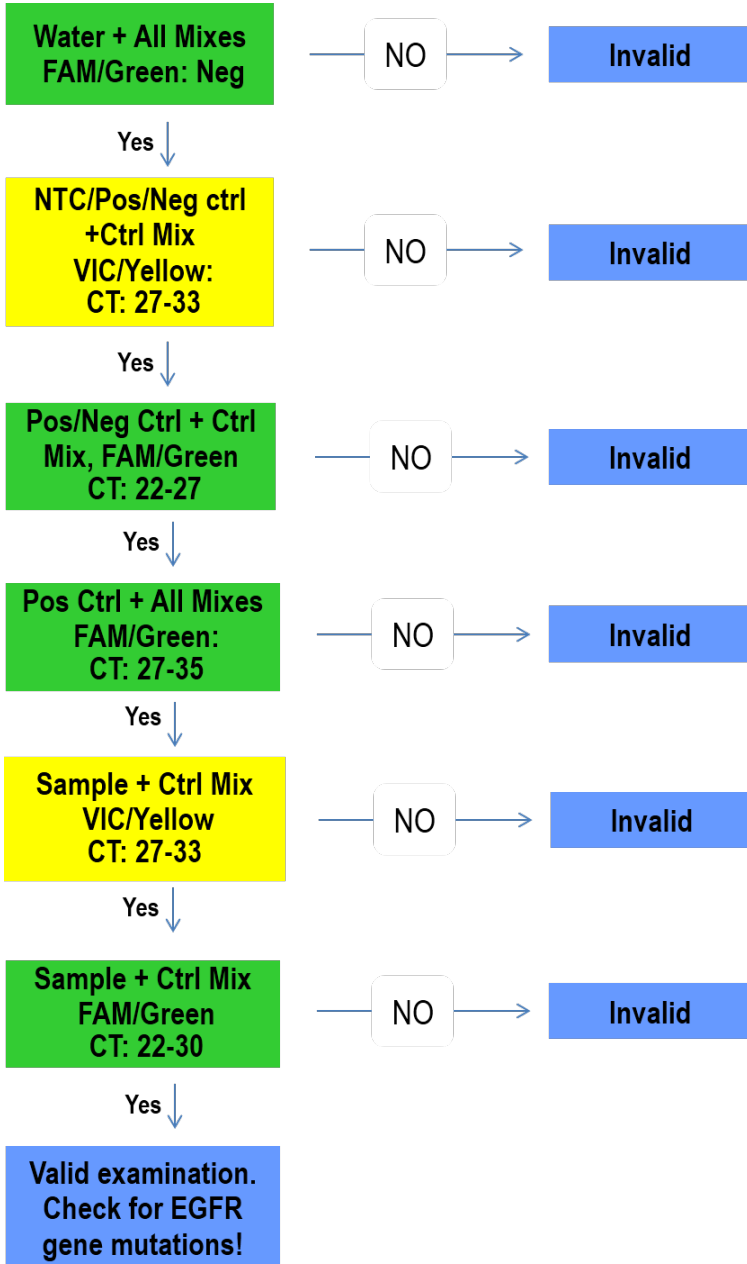 Water + All Mixes
FAM/Green: Neg
NO
Invalid
Yes
NTC/Pos/Neg ctrl
+Ctrl Mix
VIC/Yellow:
CT: 27-33
NO
Invalid
Yes
Pos/Neg Ctrl + Ctrl
Mix, FAM/Green
CT: 22-27
NO
Invalid
Yes
Pos Ctrl + All Mixes
FAM/Green:
CT: 27-35
NO
Invalid
Yes
Sample + Ctrl Mix
VIC/Yellow
CT: 27-33
NO
Invalid
Yes
Sample + Ctrl Mix
FAM/Green
CT: 22-30
NO
Invalid
Yes
Valid examination.
Check for EGFR
gene mutations!